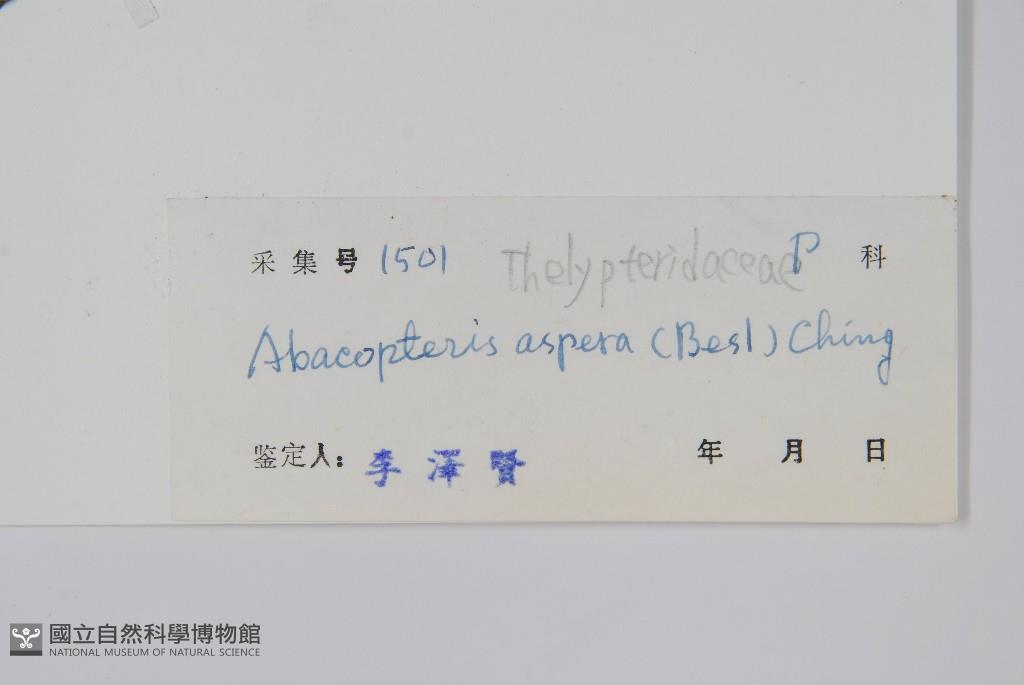 采集号 1501 Thelypteridaceae P 科
Abacopteris aspera (Besl) Ching
鉴定人: 李澤賢 年 月 日
國立自然科學博物館
NATIONAL MUSEUM OF NATURAL SCIENCE